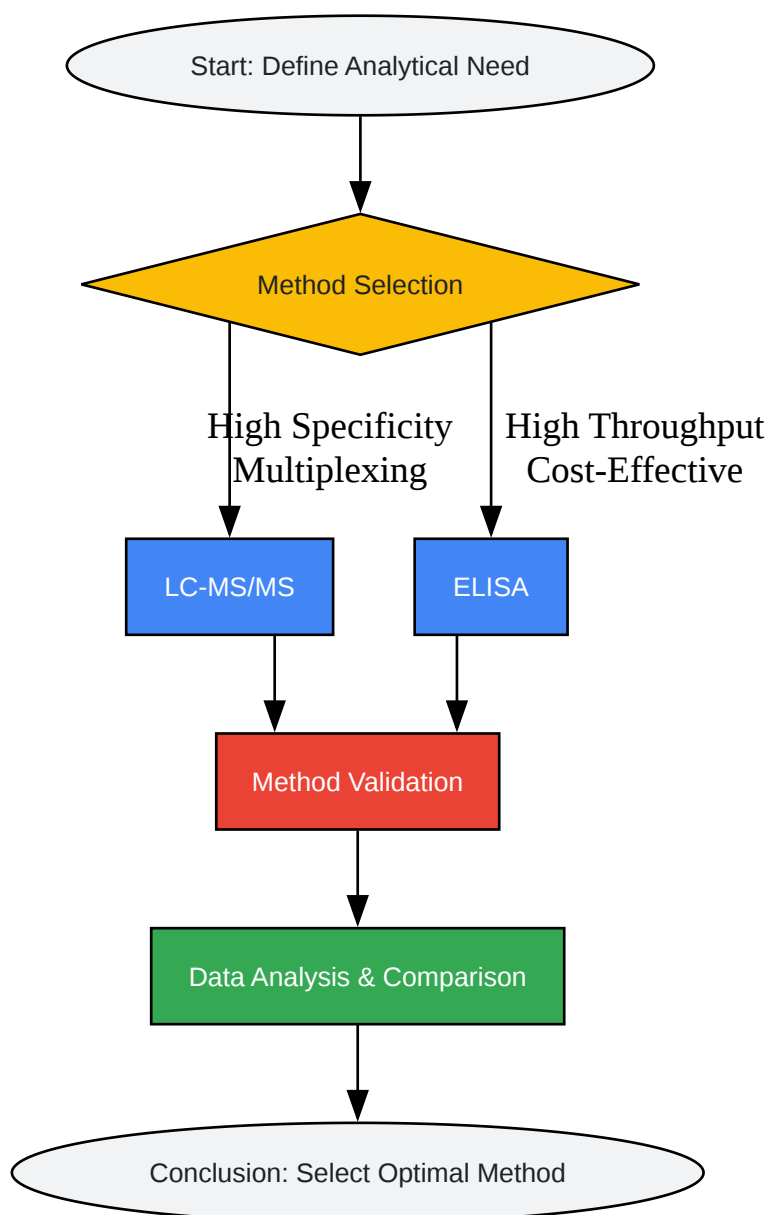 Start: Define Analytical Need
Method Selection
High Specificity
Multiplexing
High Throughput
Cost-Effective
LC-MS/MS
ELISA
Method Validation
Data Analysis & Comparison
Conclusion: Select Optimal Method